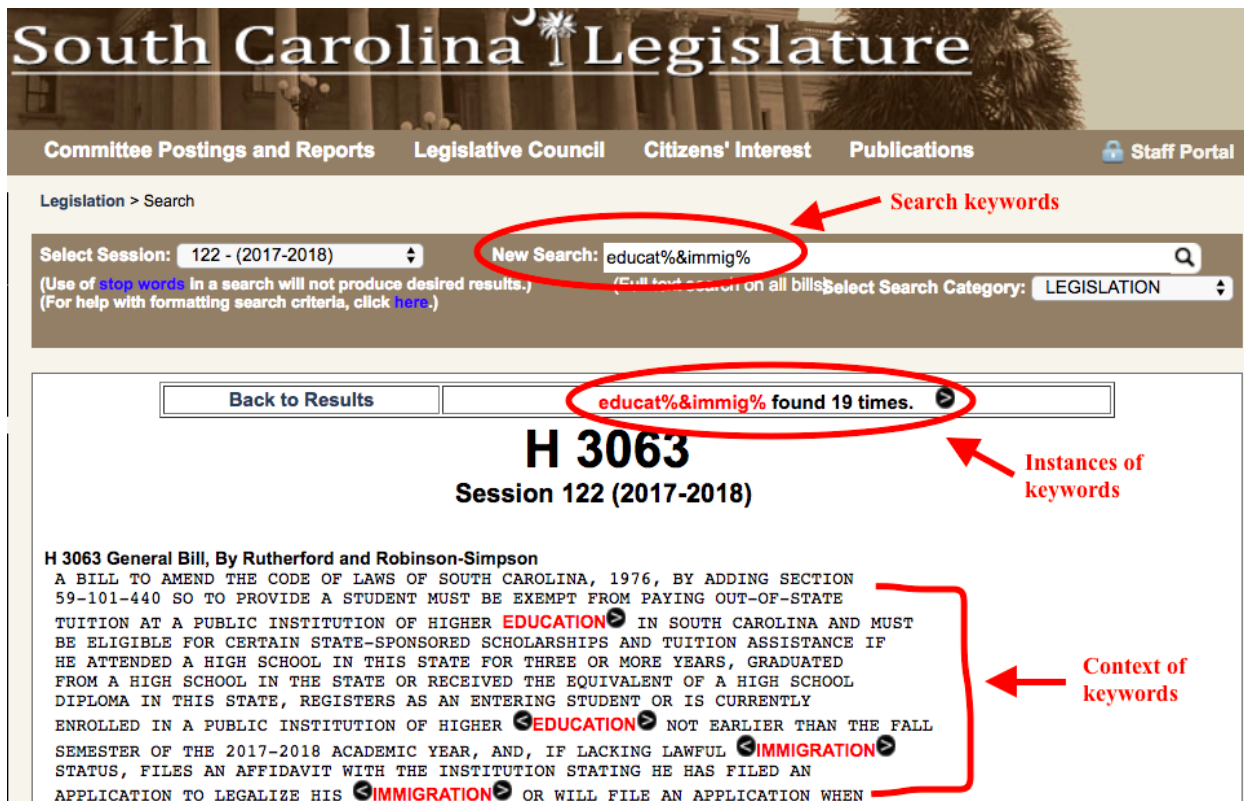 South Carolina Legislature
Committee Postings and Reports Legislative Council Citizens' Interest Publications Staff Portal
Legislation > Search
Search keywords
Select Session: 122 - (2017-2018) New Search: educat%&immig%
(Use of stop words in a search will not produce desired results.) (Full text search on all bills) Select Search Category: LEGISLATION
(For help with formatting search criteria, click here.)
Back to Results educat%&immig% found 19 times.
H 3063
Session 122 (2017-2018)
Instances of
keywords
H 3063 General Bill, By Rutherford and Robinson-Simpson
A BILL TO AMEND THE CODE OF LAWS OF SOUTH CAROLINA, 1976, BY ADDING SECTION
59-101-440 SO TO PROVIDE A STUDENT MUST BE EXEMPT FROM PAYING OUT-OF-STATE
TUITION AT A PUBLIC INSTITUTION OF HIGHER EDUCATION IN SOUTH CAROLINA AND MUST
BE ELIGIBLE FOR CERTAIN STATE-SPONSORED SCHOLARSHIPS AND TUITION ASSISTANCE IF
HE ATTENDED A HIGH SCHOOL IN THIS STATE FOR THREE OR MORE YEARS, GRADUATED
FROM A HIGH SCHOOL IN THE STATE OR RECEIVED THE EQUIVALENT OF A HIGH SCHOOL
DIPLOMA IN THIS STATE, REGISTERS AS AN ENTERING STUDENT OR IS CURRENTLY
ENROLLED IN A PUBLIC INSTITUTION OF HIGHER EDUCATION NOT EARLIER THAN THE FALL
SEMESTER OF THE 2017-2018 ACADEMIC YEAR, AND, IF LACKING LAWFUL IMMIGRATION
STATUS, FILES AN AFFIDAVIT WITH THE INSTITUTION STATING HE HAS FILED AN
APPLICATION TO LEGALIZE HIS IMMIGRATION OR WILL FILE AN APPLICATION WHEN
Context of
keywords